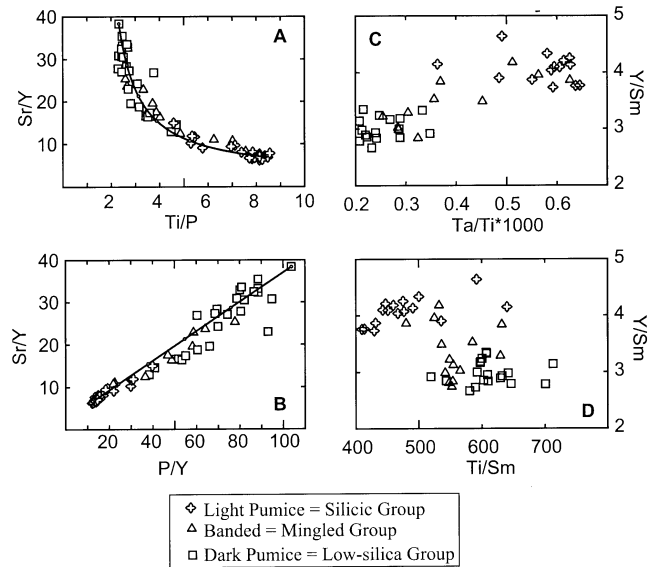 A
Sr/Y
40
30
20
10
0
2
4
6
8
10
Ti/P
C
5
4
3
2
Y/Sm
0.2
0.3
0.4
0.5
0.6
Ta/Ti*1000
B
Sr/Y
40
30
20
10
0
20
40
60
80
100
P/Y
D
5
4
3
2
Y/Sm
400
500
600
700
Ti/Sm
Light Pumice = Silicic Group
Banded = Mingled Group
Dark Pumice = Low-silica Group